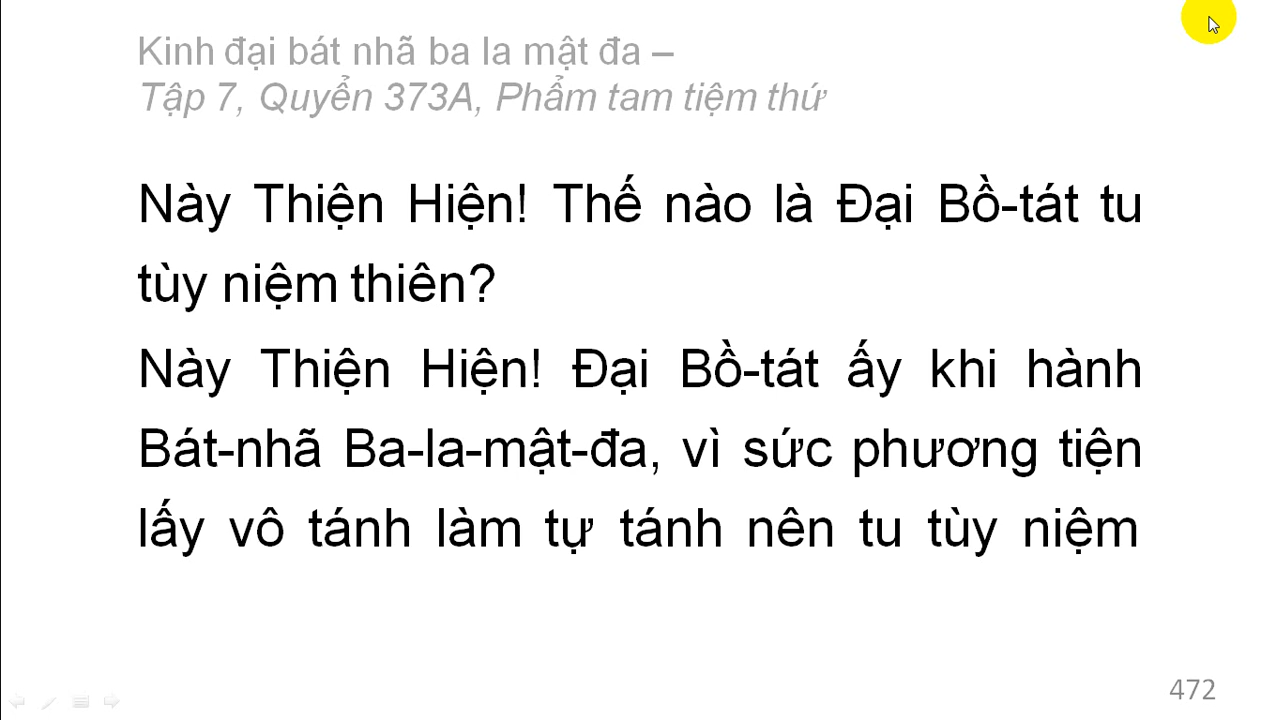 Kinh đại bát nhã ba la mật đa –
Tập 7, Quyển 373A, Phẩm tam tiệm thứ
Này Thiện Hiện! Thế nào là Đại Bồ-tát tu
tùy niệm thiên?
Này Thiện Hiện! Đại Bồ-tát ấy khi hành
Bát-nhã Ba-la-mật-đa, vì sức phương tiện
lấy vô tánh làm tự tánh nên tu tùy niệm
472